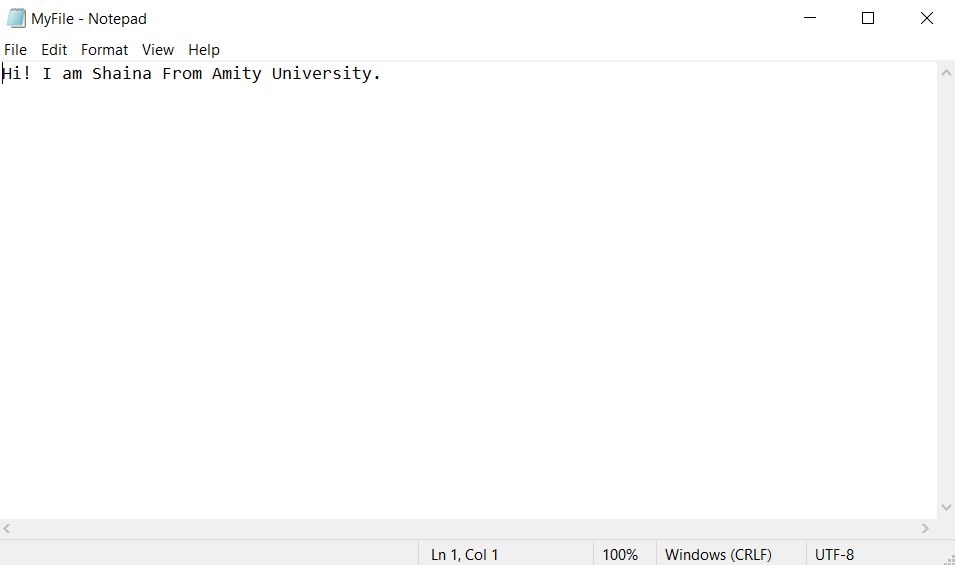 MyFile - Notepad
File Edit Format View Help
Hi! I am Shaina From Amity University.
Ln 1, Col 1 100% Windows (CRLF) UTF-8